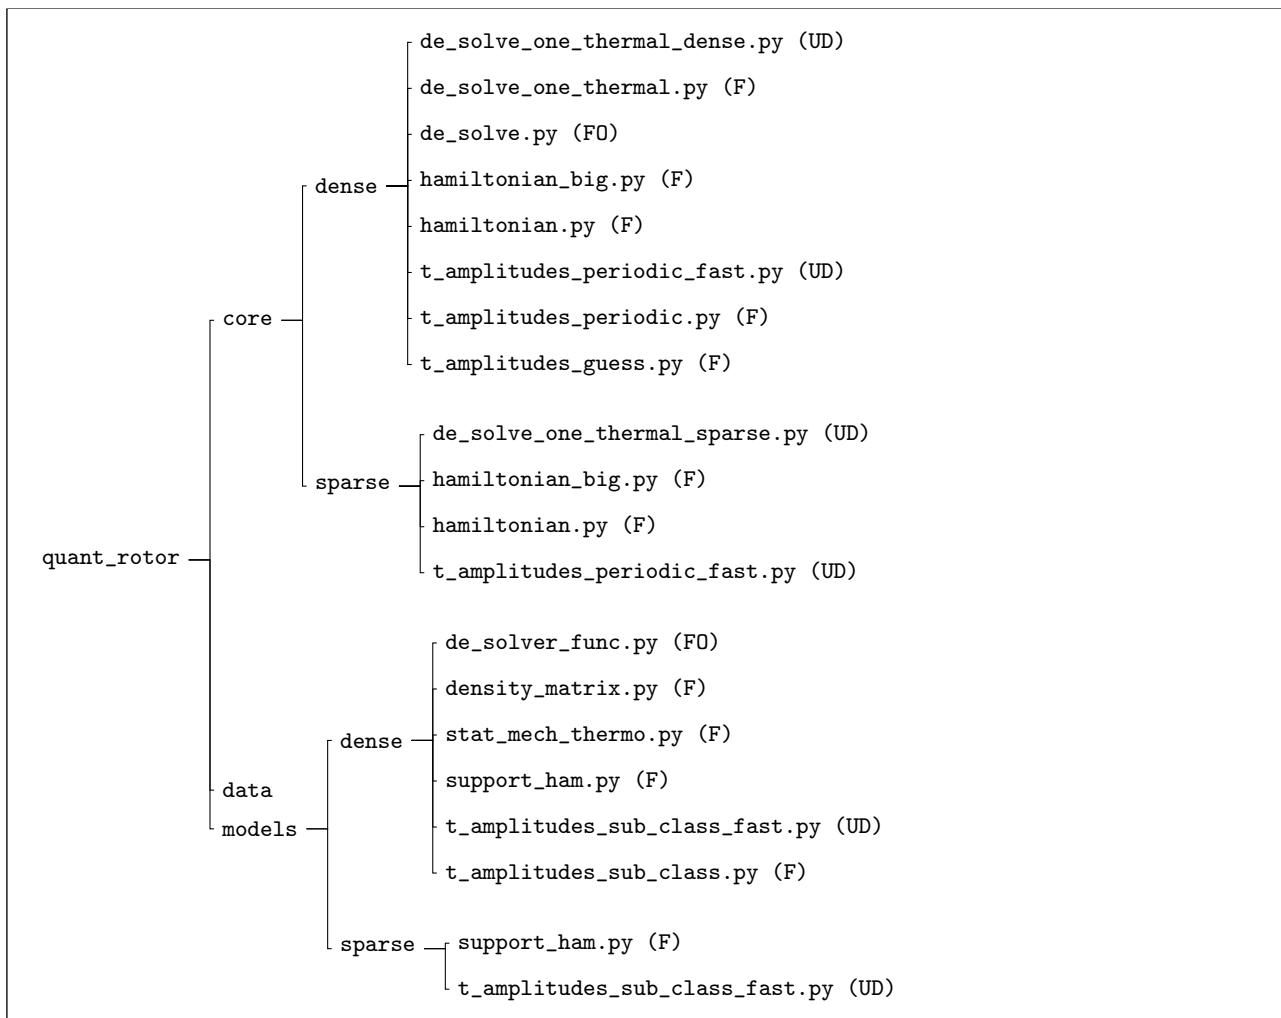 de_solve_one_thermal_dense.py (UD)
de_solve_one_thermal.py (F)
de_solve.py (FO)
dense
hamiltonian_big.py (F)
hamiltonian.py (F)
t_amplitudes_periodic_fast.py (UD)
core
t_amplitudes_periodic.py (F)
t_amplitudes_guess.py (F)
de_solve_one_thermal_sparse.py (UD)
sparse
hamiltonian_big.py (F)
hamiltonian.py (F)
quant_rotor
t_amplitudes_periodic_fast.py (UD)
de_solver_func.py (FO)
density_matrix.py (F)
dense
stat_mech_thermo.py (F)
support_ham.py (F)
data
models
t_amplitudes_sub_class_fast.py (UD)
t_amplitudes_sub_class.py (F)
sparse
support_ham.py (F)
t_amplitudes_sub_class_fast.py (UD)